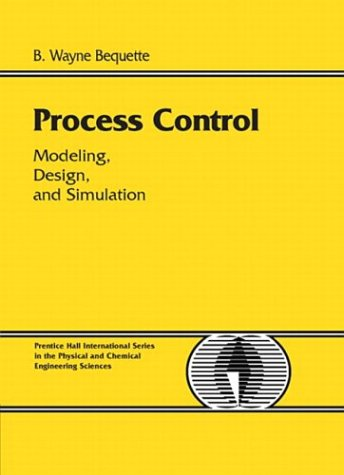 B. Wayne Bequette
Process Control
Modeling,
Design,
and Simulation
Prentice Hall International Series
in the Physical and Chemical
Engineering Sciences